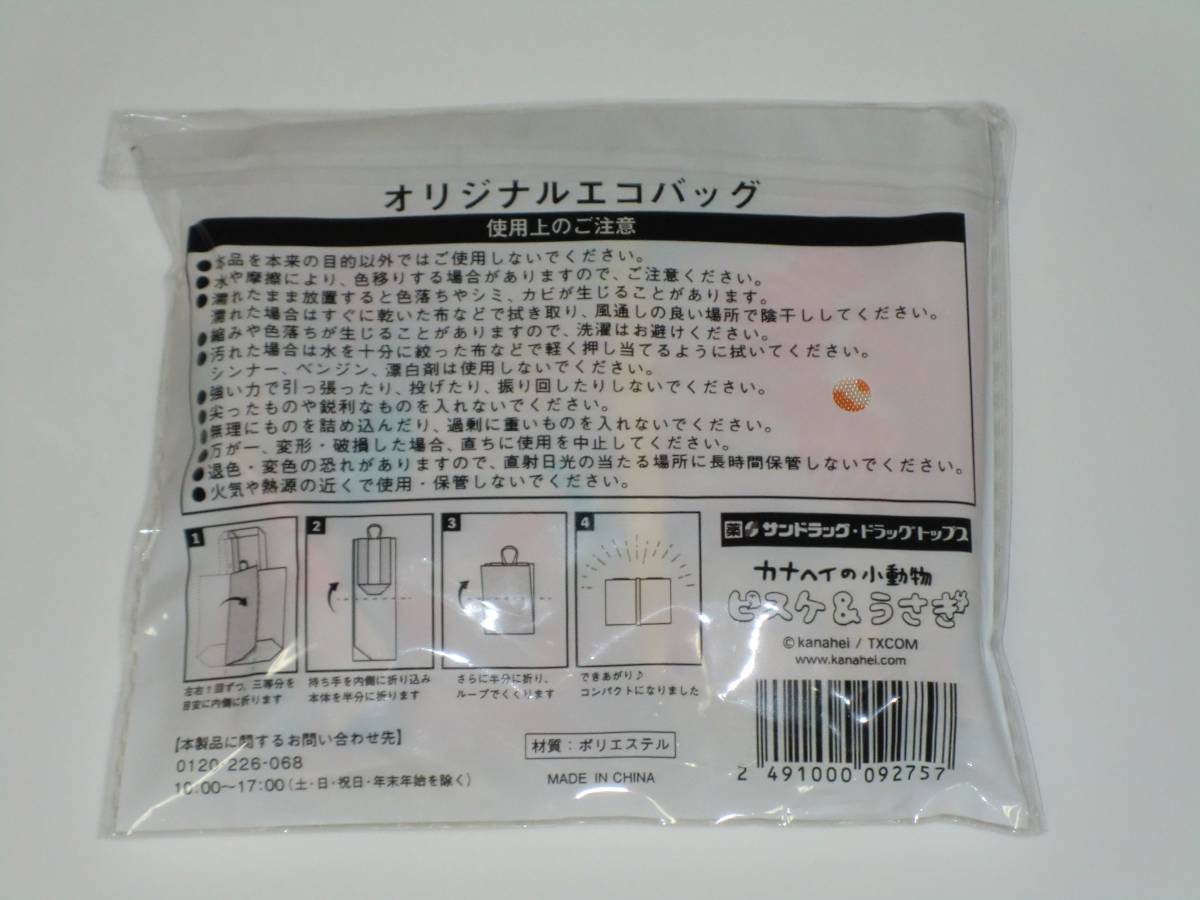 オリジナルエコバッグ
使用上のご注意
●本品を本来の目的以外ではご使用しないでください。
●水や摩擦により、色移りする場合がありますので、ご注意ください。
●濡れたまま放置すると色落ちやシミ、カビが生じることがあります。
濡れた場合はすぐに乾いた布などで拭き取り、風通しの良い場所で陰干ししてください。
●縮みや色落ちが生じることがありますので、洗濯はお避けください。
●汚れた場合は水を十分に絞った布などで軽く押し当てるように拭いてください。
シンナー、ベンジン、漂白剤は使用しないでください。
●強い力で引っ張ったり、投げたり、振り回したりしないでください。
●尖ったものや鋭利なものを入れないでください。
●無理にものを詰め込んだり、過剰に重いものを入れないでください。
●万が一、変形・破損した場合、直ちに使用を中止してください。
●退色・変色の恐れがありますので、直射日光の当たる場所に長時間保管しないでください。
●火気や熱源の近くで使用・保管しないでください。
1
左右1回ずつ、三等分を
目安に内側に折ります
2
持ち手を内側に折り込み
本体を半分に折ります
3
さらに半分に折り、
ループでくくります
4
できあがり♪
コンパクトになりました
薬 サンドラッグ・ドラッグトップス
カナヘイの小動物
ピスケ&うさぎ
©kanahei / TXCOM
www.kanahei.com
【本製品に関するお問い合わせ先】
0120-226-068
10:00～17:00(土・日・祝日・年末年始を除く)
材質:ポリエステル
MADE IN CHINA
2 491000 092757